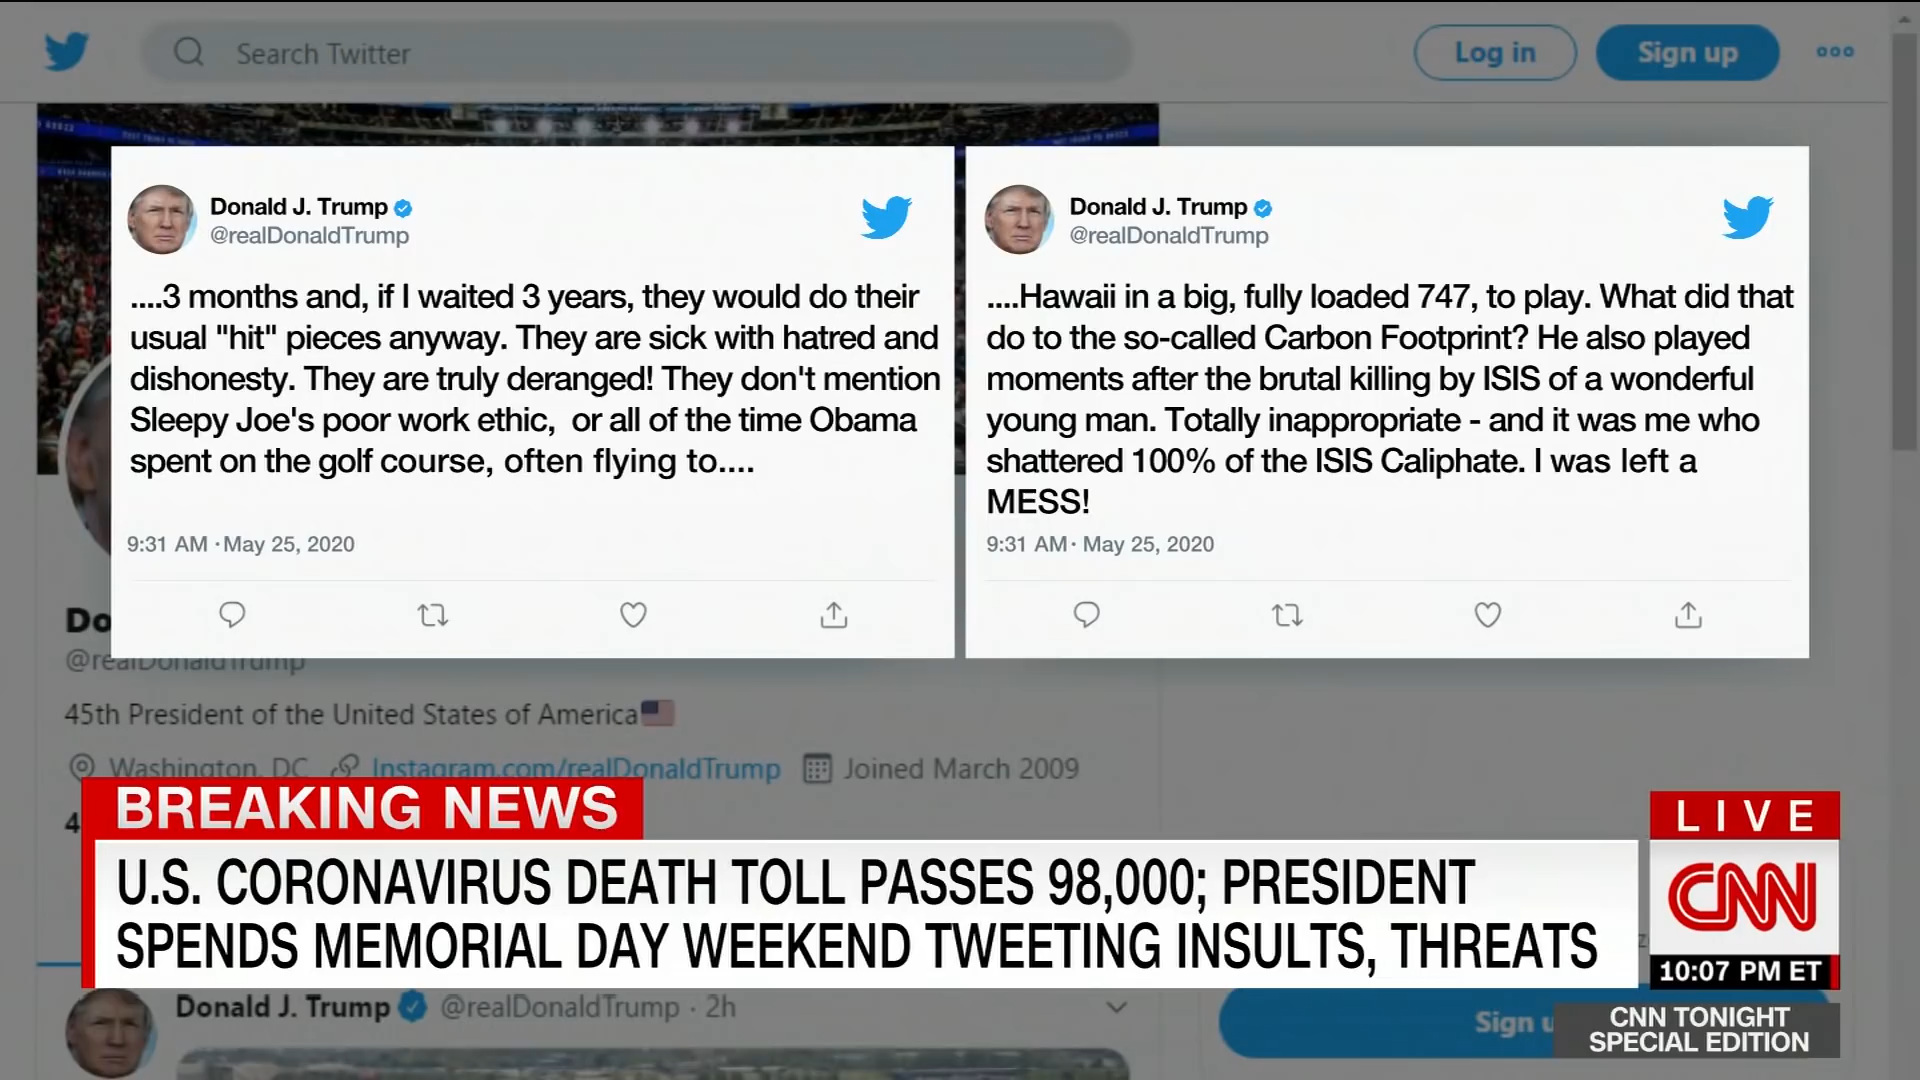 Search Twitter
Log in
Sign up
Donald J. Trump
@realDonaldTrump
....3 months and, if I waited 3 years, they would do their
usual "hit" pieces anyway. They are sick with hatred and
dishonesty. They are truly deranged! They don't mention
Sleepy Joe's poor work ethic,  or all of the time Obama
spent on the golf course, often flying to....
9:31 AM · May 25, 2020
Donald J. Trump
@realDonaldTrump
....Hawaii in a big, fully loaded 747, to play. What did that
do to the so-called Carbon Footprint? He also played
moments after the brutal killing by ISIS of a wonderful
young man. Totally inappropriate - and it was me who
shattered 100% of the ISIS Caliphate. I was left a
MESS!
9:31 AM · May 25, 2020
Do
@realDonaldTrump
45th President of the United States of America
Washington, DC Instagram.com/realDonaldTrump Joined March 2009
4
BREAKING NEWS
U.S. CORONAVIRUS DEATH TOLL PASSES 98,000; PRESIDENT
SPENDS MEMORIAL DAY WEEKEND TWEETING INSULTS, THREATS
LIVE
CNN
10:07 PM ET
Donald J. Trump @realDonaldTrump · 2h
Sign u
CNN TONIGHT
SPECIAL EDITION